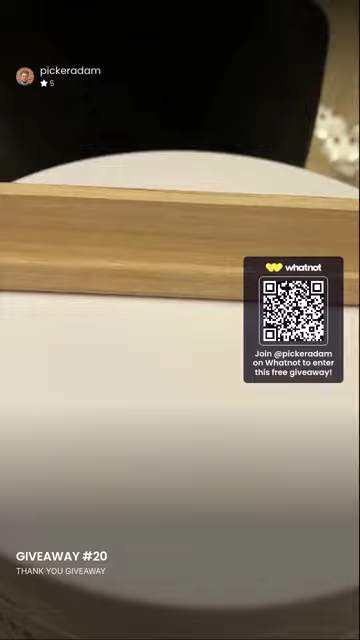 pickeradam
★ 5
whatnot
Join @pickeradam
on Whatnot to enter
this free giveaway!
GIVEAWAY #20
THANK YOU GIVEAWAY